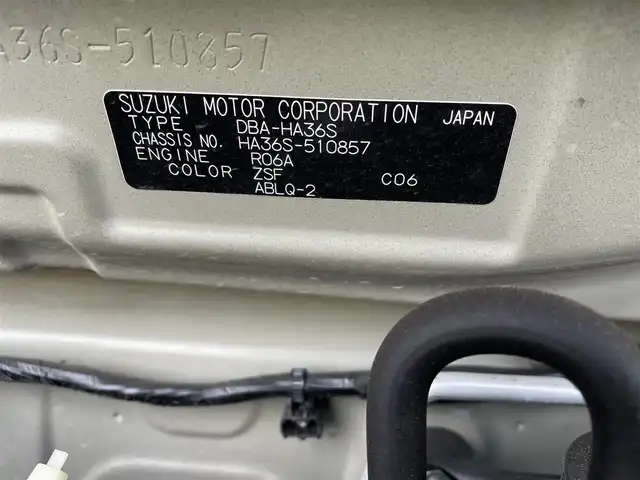 A36S-510857
SUZUKI MOTOR CORPORATION JAPAN
TYPE DBA-HA36S
CHASSIS NO. HA36S-510857
ENGINE R06A
COLOR ZSF C06
ABLQ-2